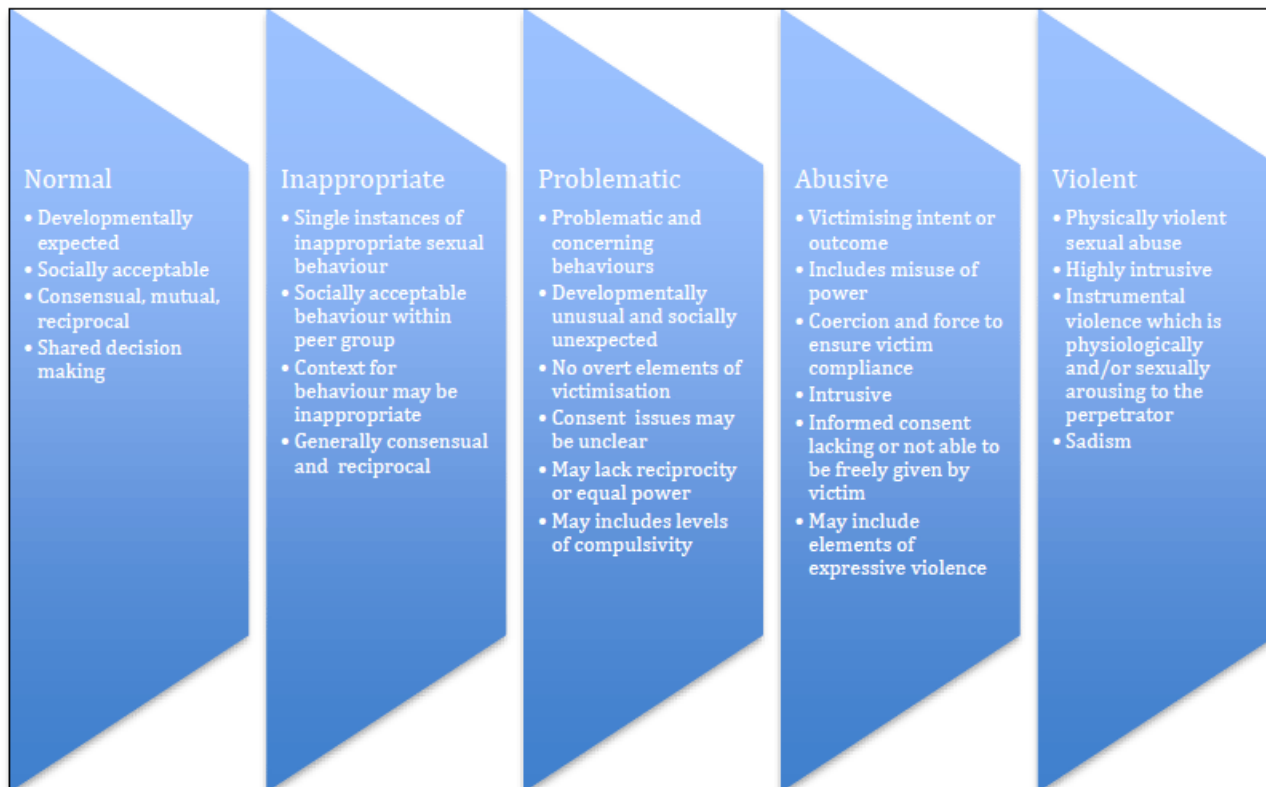 Normal
• Developmentally
expected
• Socially acceptable
• Consensual, mutual,
reciprocal
• Shared decision
making
Inappropriate
• Single instances of
inappropriate sexual
behaviour
• Socially acceptable
behaviour within
peer group
• Context for
behaviour may be
inappropriate
• Generally consensual
and reciprocal
Problematic
• Problematic and
concerning
behaviours
• Developmentally
unusual and socially
unexpected
• No overt elements of
victimisation
• Consent issues may
be unclear
• May lack reciprocity
or equal power
• May includes levels
of compulsivity
Abusive
• Victimising intent or
outcome
• Includes misuse of
power
• Coercion and force to
ensure victim
compliance
• Intrusive
• Informed consent
lacking or not able to
be freely given by
victim
• May include
elements of
expressive violence
Violent
• Physically violent
sexual abuse
• Highly intrusive
• Instrumental
violence which is
physiologically
and/or sexually
arousing to the
perpetrator
• Sadism